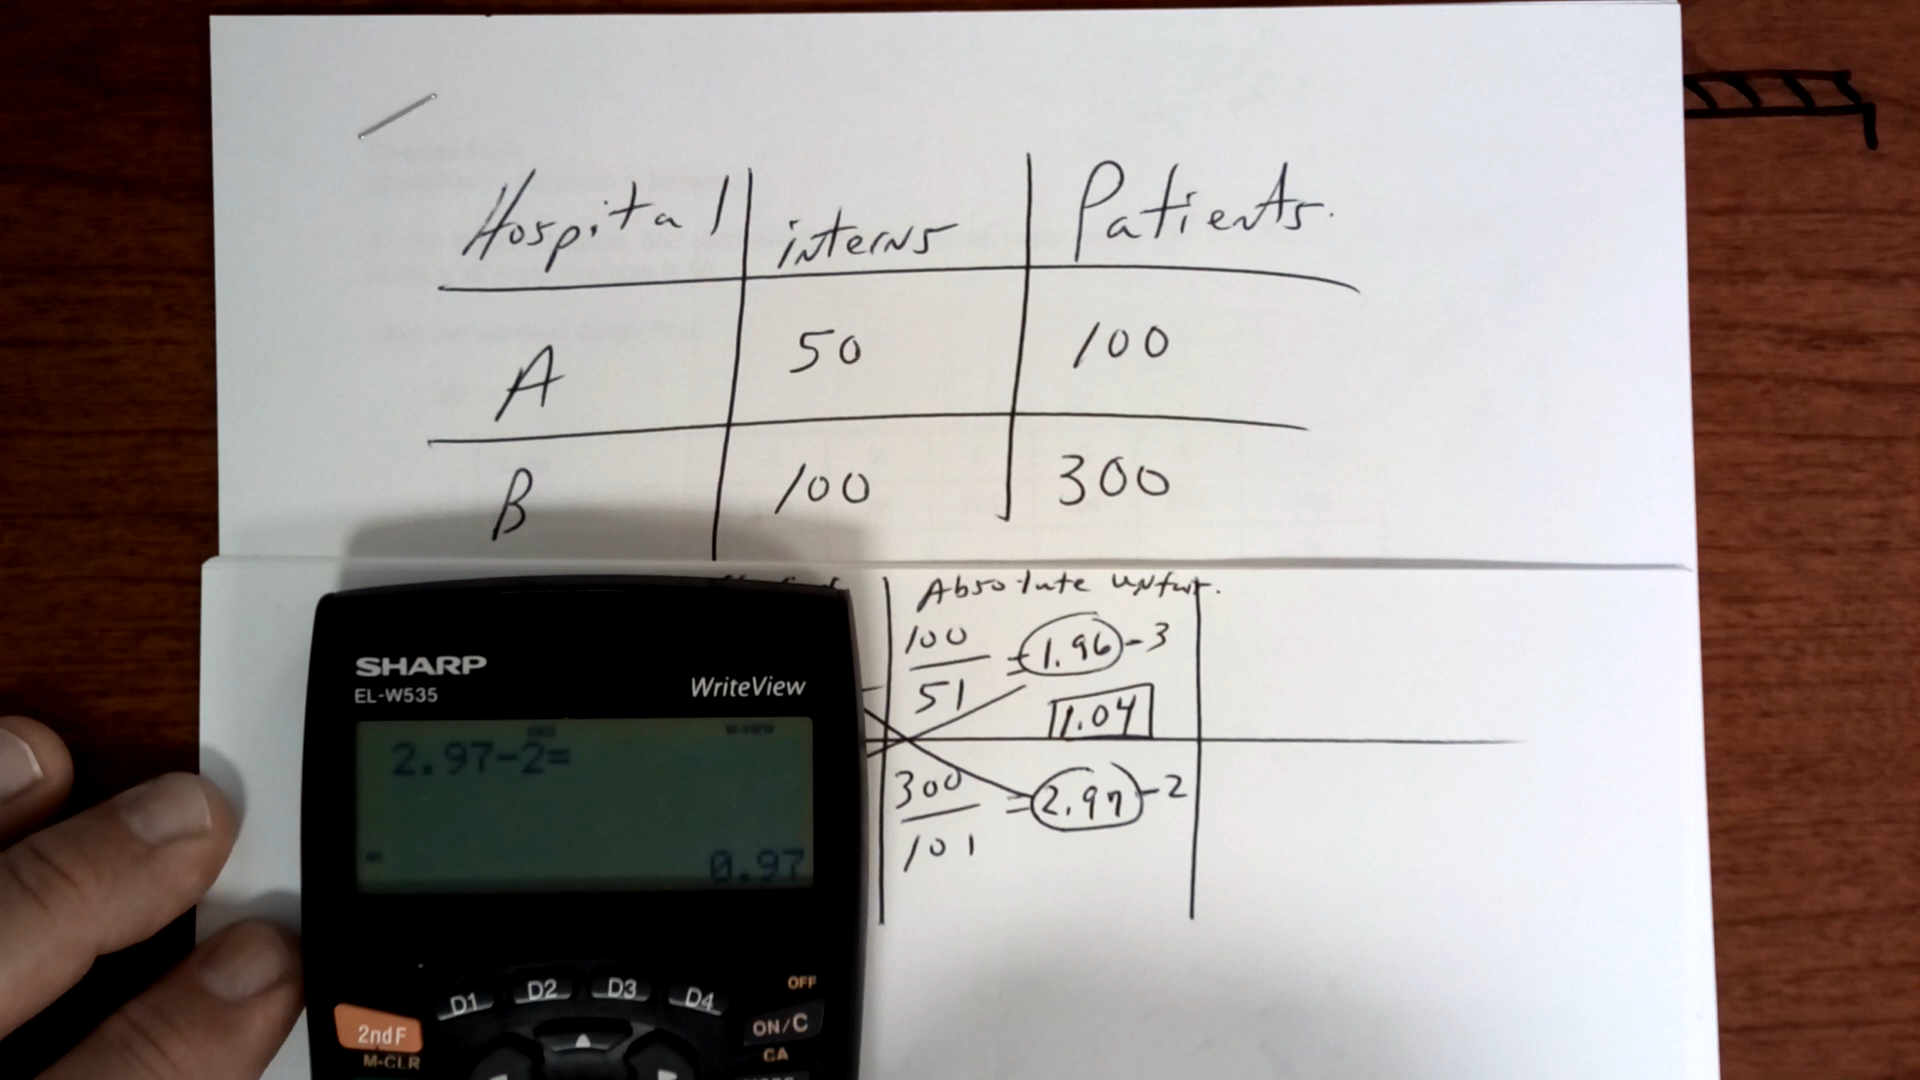 Hospital interns Patients.
A 50 100
B 100 300
Absolute unfair.
100
51
= 1.96 - 3
1.04
300
101
= 2.97 - 2
SHARP
EL-W535
WriteView
DEG
W-VIEW
2.97-2=
0.97
D1 D2 D3 D4
OFF
2ndF
ON/C
M-CLR
CA